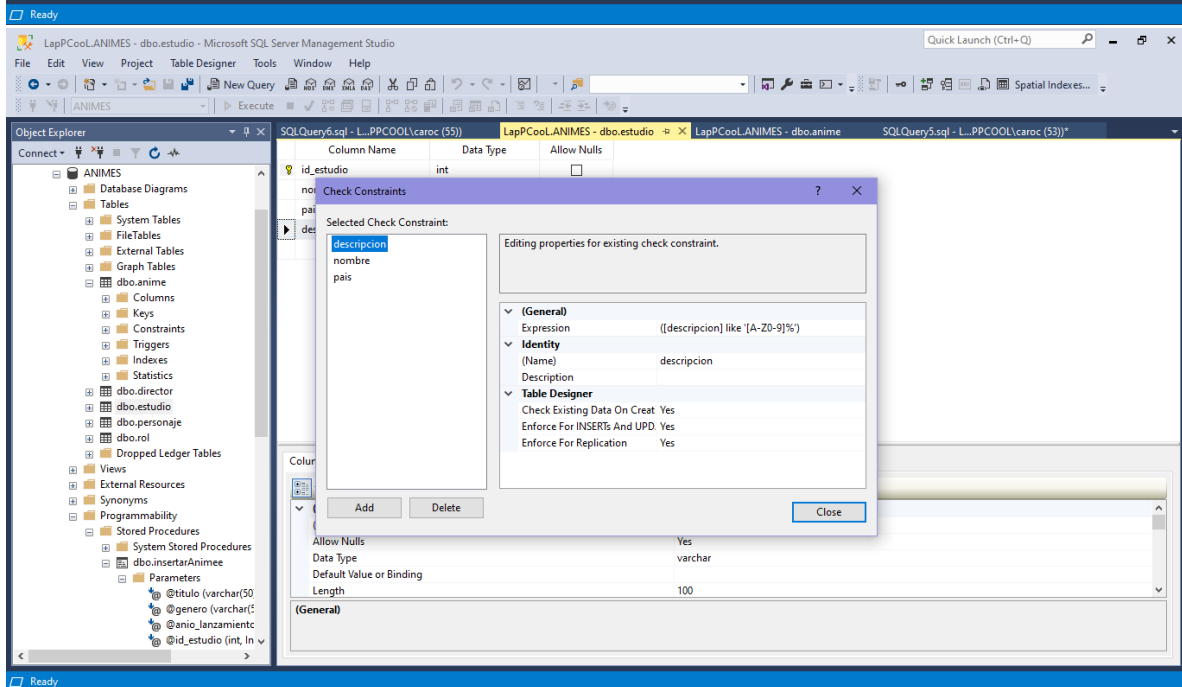 Ready
LapPCooL.ANIMES - dbo.estudio - Microsoft SQL Server Management Studio
Quick Launch (Ctrl+Q)
File Edit View Project Table Designer Tools Window Help
New Query
Spatial Indexes...
ANIMES
Execute
Object Explorer
SQLQuery6.sql - L...PPCOOL\caroc (55))
LapPCooL.ANIMES - dbo.estudio
LapPCooL.ANIMES - dbo.anime
SQLQuery5.sql - L...PPCOOL\caroc (53))*
Connect
Column Name Data Type Allow Nulls
id_estudio int
ANIMES
Database Diagrams
Tables
System Tables
FileTables
External Tables
Graph Tables
dbo.anime
Columns
Keys
Constraints
Triggers
Indexes
Statistics
dbo.director
dbo.estudio
dbo.personaje
dbo.rol
Dropped Ledger Tables
Views
External Resources
Synonyms
Programmability
Stored Procedures
System Stored Procedures
dbo.insertarAnimee
Parameters
@titulo (varchar(50)
@genero (varchar(5
@anio_lanzamiento
@id_estudio (int, In
Check Constraints
Selected Check Constraint:
descripcion
nombre
pais
Editing properties for existing check constraint.
(General)
Expression ([descripcion] like '[A-Z0-9]%')
Identity
(Name) descripcion
Description
Table Designer
Check Existing Data On Creat Yes
Enforce For INSERTs And UPD. Yes
Enforce For Replication Yes
Add Delete Close
Colur
Allow Nulls Yes
Data Type varchar
Default Value or Binding
Length 100
(General)
Ready